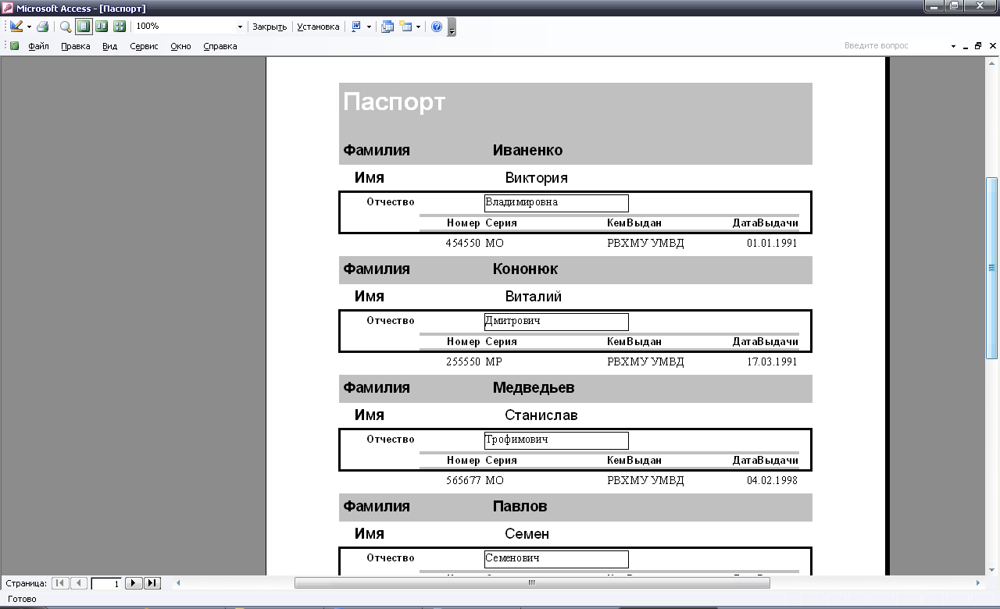 Microsoft Access - [Паспорт]
100% Закрыть Установка
Файл Правка Вид Сервис Окно Справка Введите вопрос
Паспорт
Фамилия Иваненко
Имя Виктория
Отчество Владимировна
Номер Серия КемВыдан ДатаВыдачи
454550 МО РВХМУ УМВД 01.01.1991
Фамилия Кононюк
Имя Виталий
Отчество Дмитрович
Номер Серия КемВыдан ДатаВыдачи
255550 МР РВХМУ УМВД 17.03.1991
Фамилия Медведьев
Имя Станислав
Отчество Трофимович
Номер Серия КемВыдан ДатаВыдачи
565677 МО РВХМУ УМВД 04.02.1998
Фамилия Павлов
Имя Семен
Отчество Семенович
Страница: 1
Готово